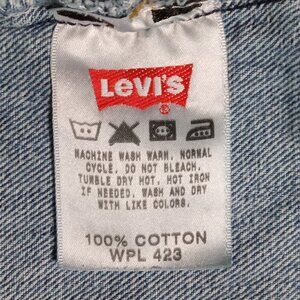 LEVI'S
®
MACHINE WASH WARM, NORMAL
CYCLE, DO NOT BLEACH,
TUMBLE DRY HOT, HOT IRON
IF NEEDED. WASH AND DRY
WITH LIKE COLORS.
100% COTTON
WPL 423